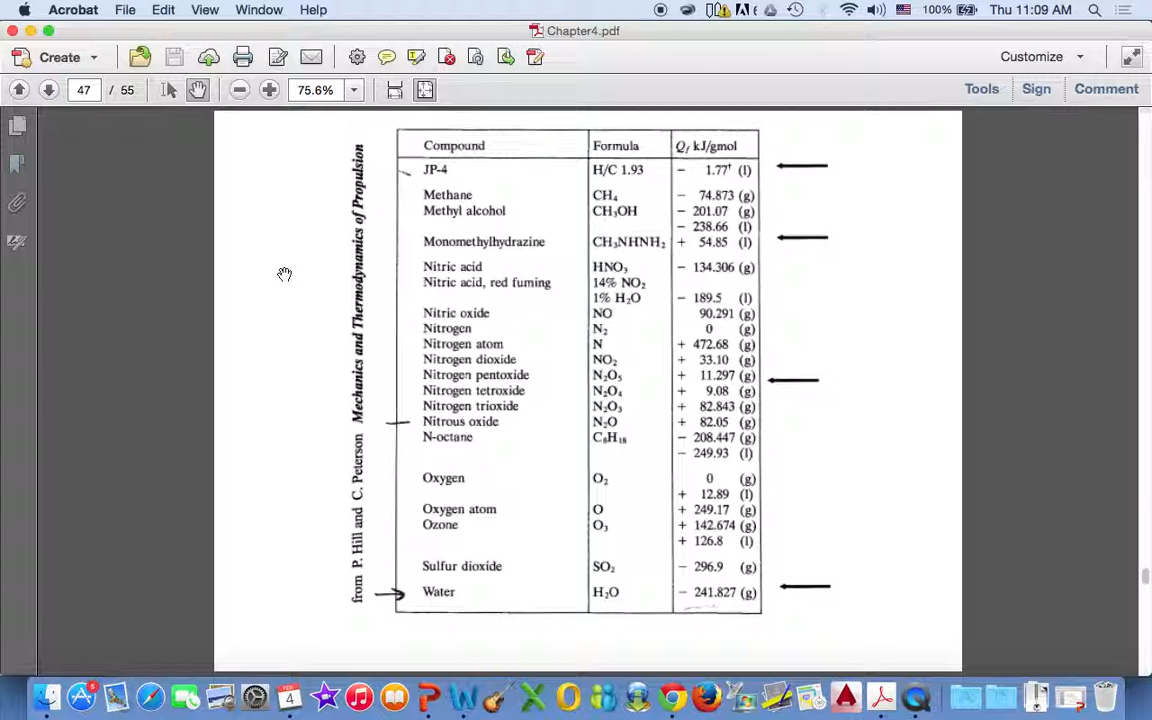 Acrobat File Edit View Window Help 100% Thu 11:09 AM
Chapter4.pdf
Create Customize
47 / 55 75.6% Tools Sign Comment
from P. Hill and C. Peterson Mechanics and Thermodynamics of Propulsion
Compound Formula Qf kJ/gmol
JP-4 H/C 1.93 − 1.77† (l)
Methane CH₄ − 74.873 (g)
Methyl alcohol CH₃OH − 201.07 (g)
− 238.66 (l)
Monomethylhydrazine CH₃NHNH₂ + 54.85 (l)
Nitric acid HNO₃ − 134.306 (g)
Nitric acid, red fuming 14% NO₂
1% H₂O − 189.5 (l)
Nitric oxide NO 90.291 (g)
Nitrogen N₂ 0 (g)
Nitrogen atom N + 472.68 (g)
Nitrogen dioxide NO₂ + 33.10 (g)
Nitrogen pentoxide N₂O₅ + 11.297 (g)
Nitrogen tetroxide N₂O₄ + 9.08 (g)
Nitrogen trioxide N₂O₃ + 82.843 (g)
Nitrous oxide N₂O + 82.05 (g)
N-octane C₈H₁₈ − 208.447 (g)
− 249.93 (l)
Oxygen O₂ 0 (g)
+ 12.89 (l)
Oxygen atom O + 249.17 (g)
Ozone O₃ + 142.674 (g)
+ 126.8 (l)
Sulfur dioxide SO₂ − 296.9 (g)
Water H₂O − 241.827 (g)